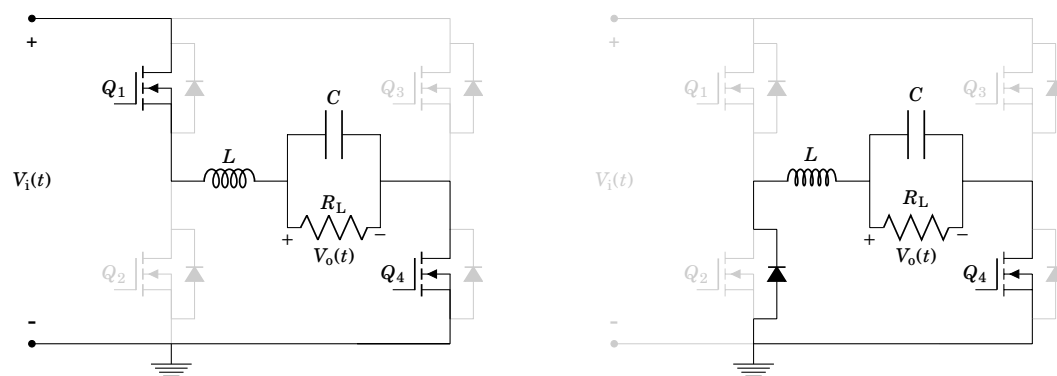 +
Q1
Q3
C
L
Vi(t)
RL
+
−
Vo(t)
Q2
Q4
-
+
Q1
Q3
C
L
Vi(t)
RL
+
−
Vo(t)
Q2
Q4
-